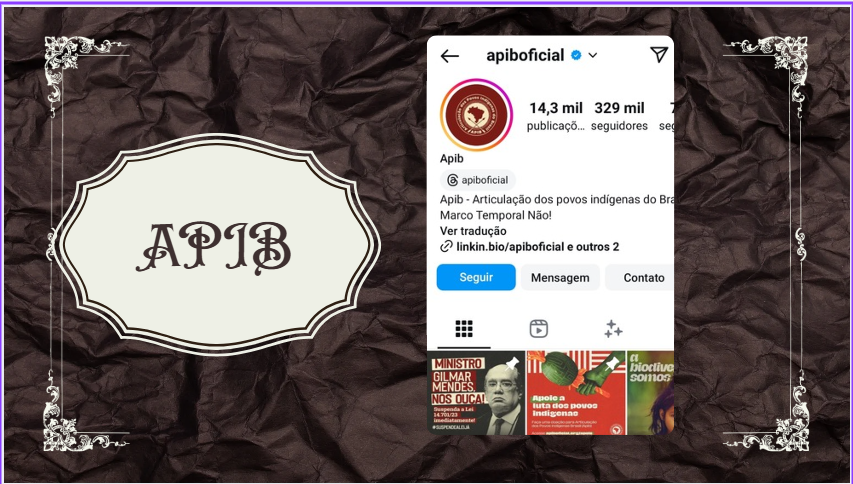 APIB
apiboficial
14,3 mil 329 mil 7
publicaçõ... seguidores seg
Apib
apiboficial
Apib - Articulação dos povos indígenas do Bra
Marco Temporal Não!
Ver tradução
linkin.bio/apiboficial e outros 2
Seguir Mensagem Contato
MINISTRO
GILMAR
MENDES,
NOS OUÇA!
Suspenda a Lei
14.701/23
imediatamente!
#SUSPENDEALEIJA
Apoie a
luta dos povos
indígenas
a
biodive
somos